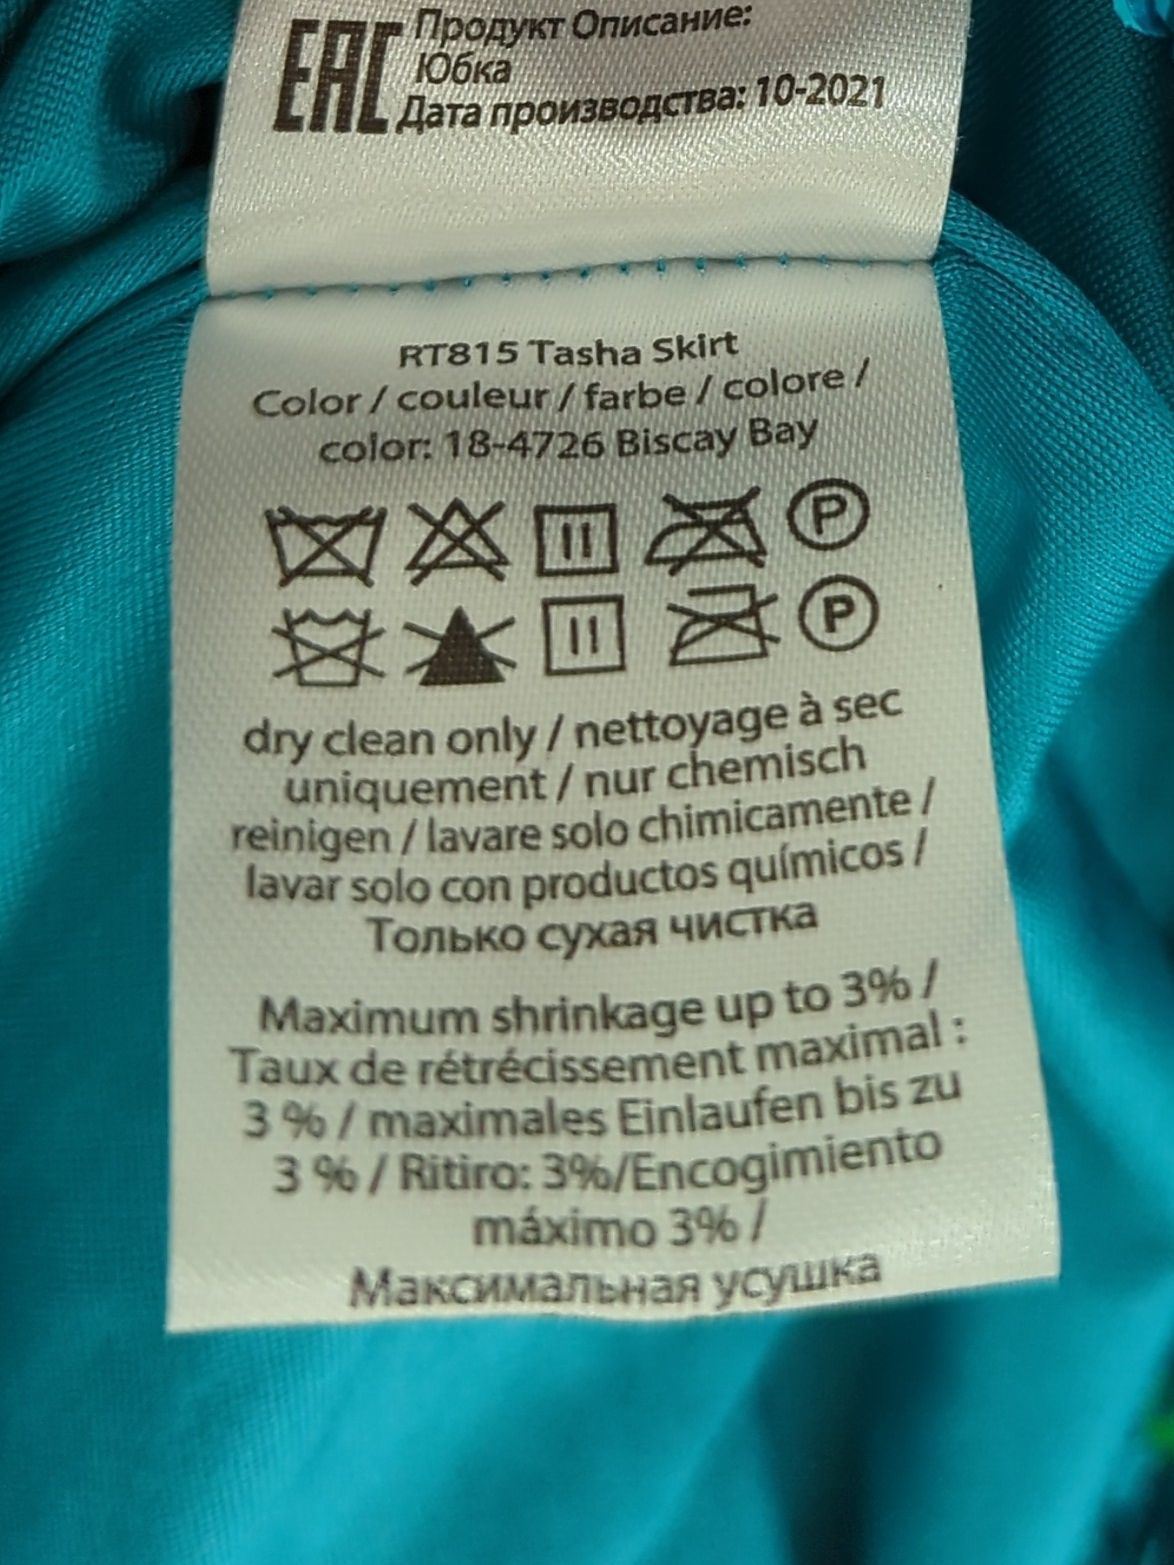 EAC Продукт Описание:
Юбка
Дата производства: 10-2021
RT815 Tasha Skirt
Color / couleur / farbe / colore /
color: 18-4726 Biscay Bay
P
P
dry clean only / nettoyage à sec
uniquement / nur chemisch
reinigen / lavare solo chimicamente /
lavar solo con productos químicos /
Только сухая чистка
Maximum shrinkage up to 3% /
Taux de rétrécissement maximal :
3 % / maximales Einlaufen bis zu
3 % / Ritiro: 3%/Encogimiento
máximo 3% /
Максимальная усушка